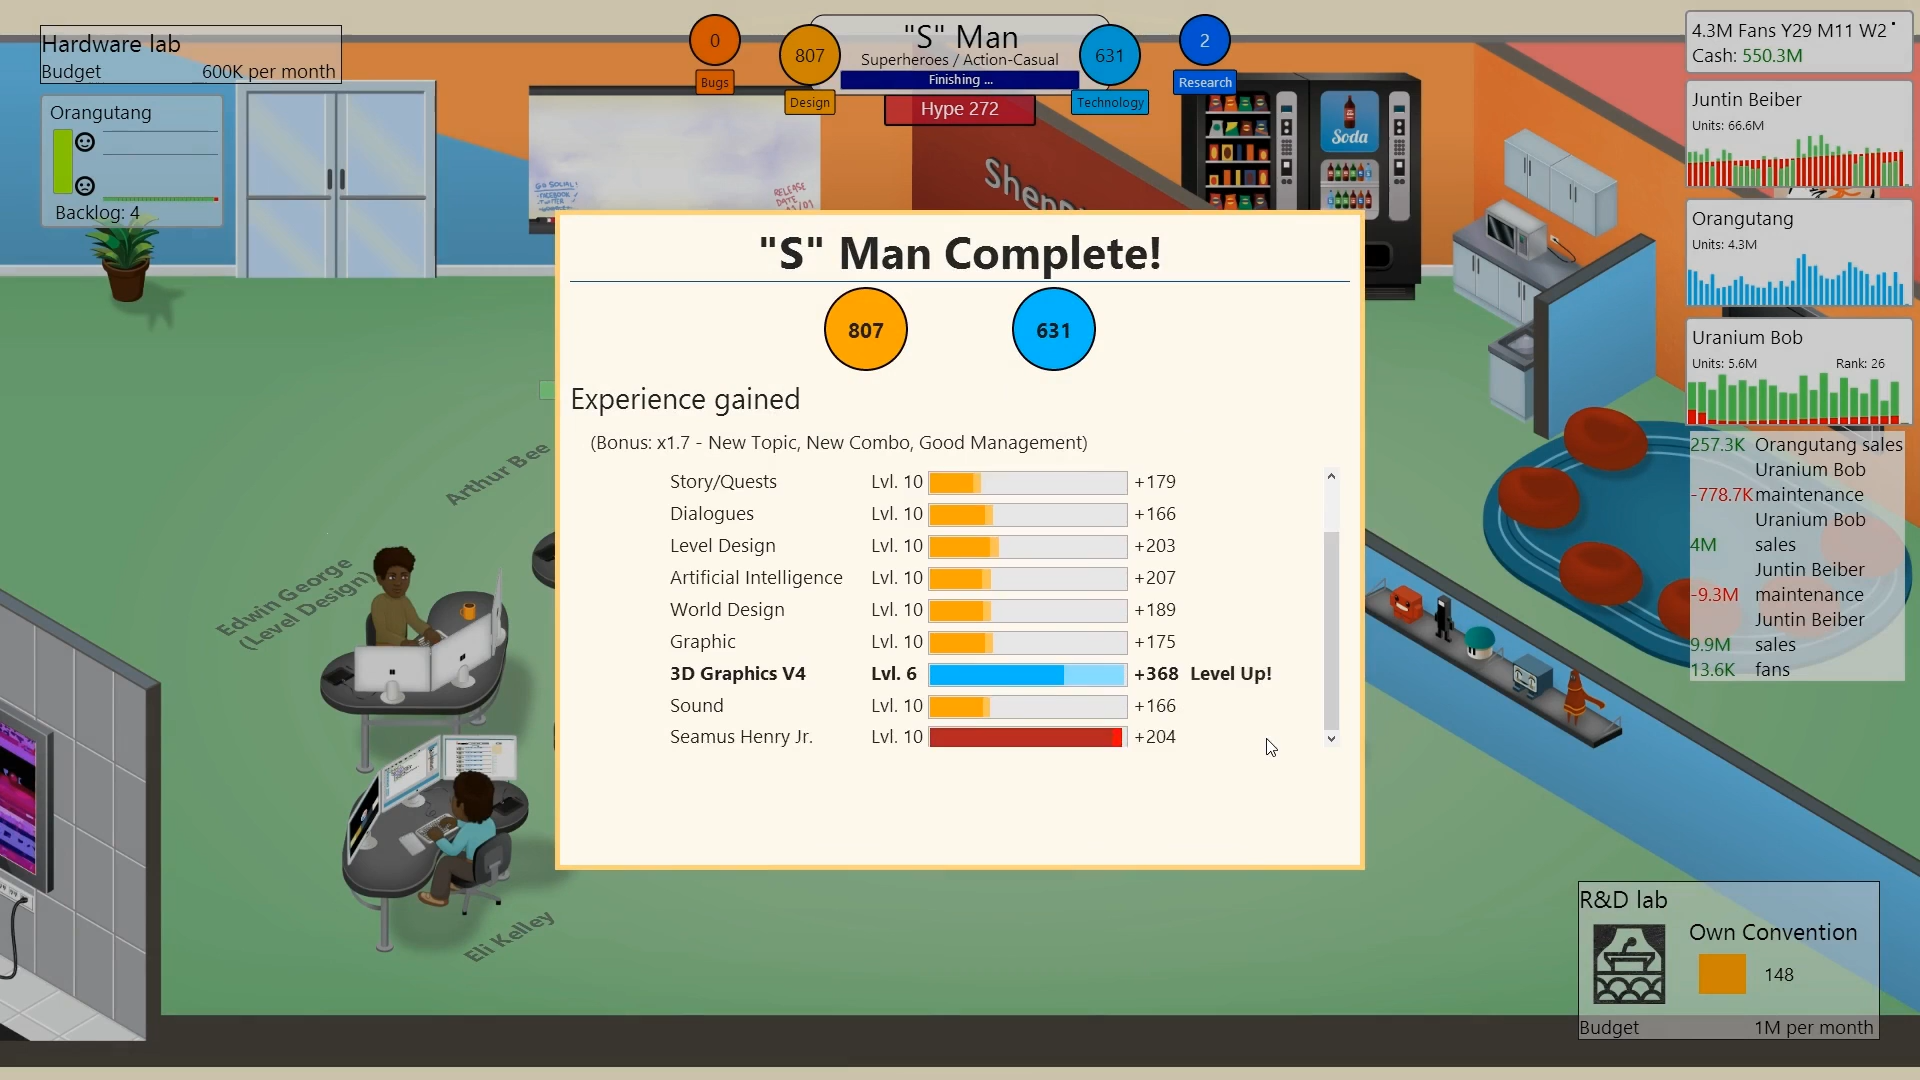 Hardware lab
Budget 600K per month
Orangutang
Backlog: 4
0
Bugs
807
Design
"S" Man
Superheroes / Action-Casual
Finishing ...
Hype 272
631
Technology
2
Research
4.3M Fans Y29 M11 W2
Cash: 550.3M
Juntin Beiber
Units: 66.6M
Orangutang
Units: 4.3M
Uranium Bob
Units: 5.6M Rank: 26
257.3K Orangutang sales
Uranium Bob
-778.7K maintenance
Uranium Bob
4M sales
Juntin Beiber
-9.3M maintenance
Juntin Beiber
9.9M sales
13.6K fans
GO SOCIAL!
RELEASE
DATE
Soda
"S" Man Complete!
807
631
Experience gained
(Bonus: x1.7 - New Topic, New Combo, Good Management)
Story/Quests Lvl. 10 +179
Dialogues Lvl. 10 +166
Level Design Lvl. 10 +203
Artificial Intelligence Lvl. 10 +207
World Design Lvl. 10 +189
Graphic Lvl. 10 +175
3D Graphics V4 Lvl. 6 +368 Level Up!
Sound Lvl. 10 +166
Seamus Henry Jr. Lvl. 10 +204
Arthur Bee
Edwin George
(Level Design)
Eli Kelley
R&D lab
Own Convention
148
Budget 1M per month